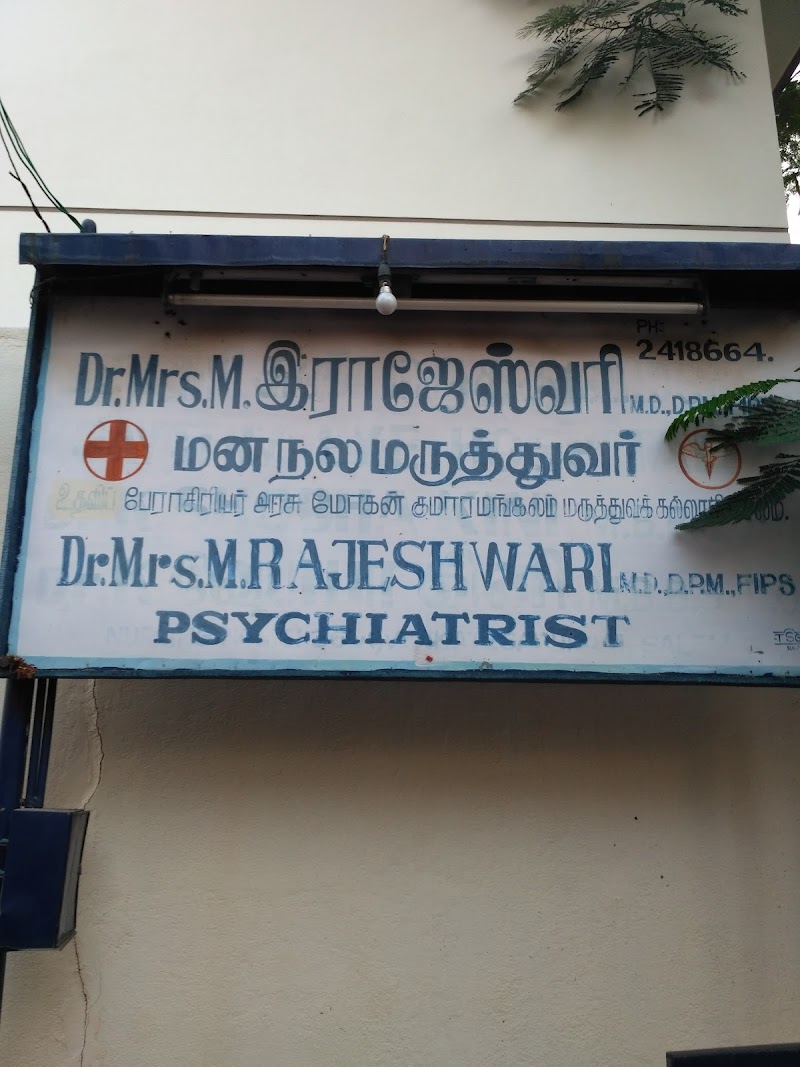 PH:
2418664.
Dr.Mrs.M.இராஜேஸ்வரி M.D., D.P.M., FIPS
மன நல மருத்துவர்
உதவிப் பேராசிரியர் அரசு மோகன் குமாரமங்கலம் மருத்துவக்
Dr.Mrs.M.RAJESHWARI M.D.,D.P.M.,FIPS
PSYCHIATRIST